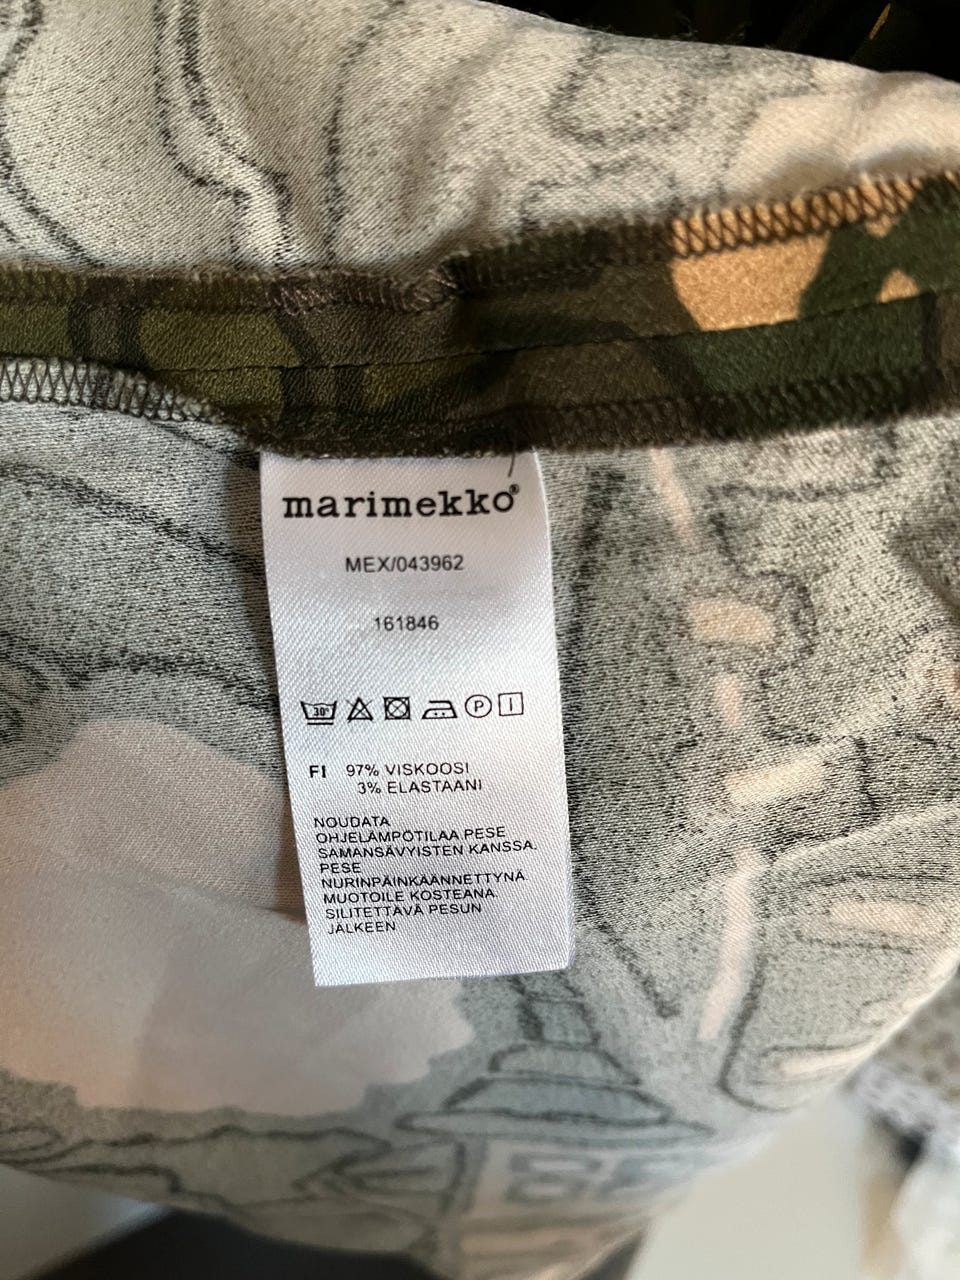 marimekko®
MEX/043962
161846
30° P
FI 97% VISKOOSI
3% ELASTAANI
NOUDATA
OHJELÄMPÖTILAA.PESE
SAMANSÄVYISTEN KANSSA.
PESE
NURINPÄINKÄÄNNETTYNÄ
MUOTOILE KOSTEANA.
SILITETTÄVÄ PESUN
JÄLKEEN